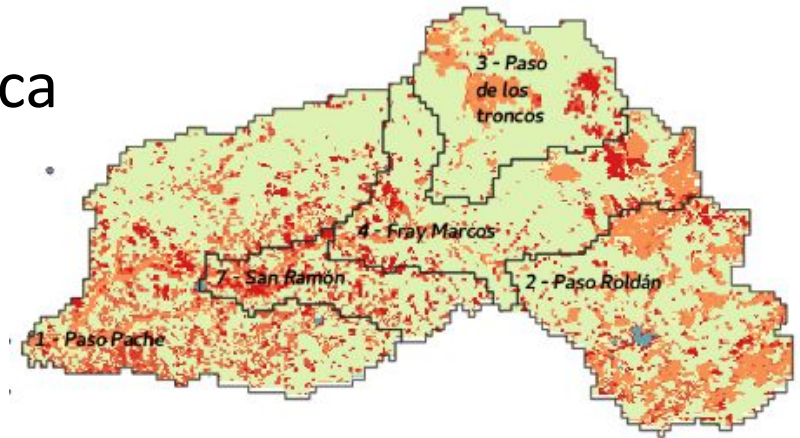 ca
3 - Paso
de los
troncos
4 - Fray Marcos
7 - San Ramón
2 - Paso Roldán
1 - Paso Pache